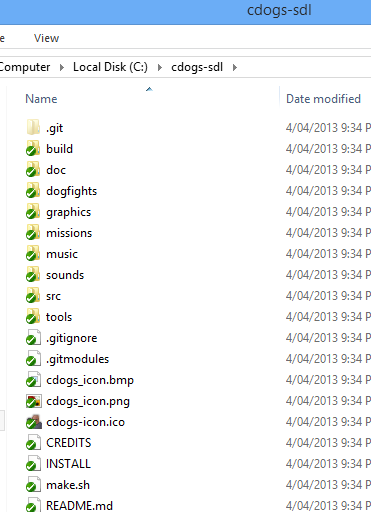 cdogs-sdl
e View
Computer Local Disk (C:) cdogs-sdl
Name Date modified
.git 4/04/2013 9:34 P
build 4/04/2013 9:34 P
doc 4/04/2013 9:34 P
dogfights 4/04/2013 9:34 P
graphics 4/04/2013 9:34 P
missions 4/04/2013 9:34 P
music 4/04/2013 9:34 P
sounds 4/04/2013 9:34 P
src 4/04/2013 9:34 P
tools 4/04/2013 9:34 P
.gitignore 4/04/2013 9:34 P
.gitmodules 4/04/2013 9:34 P
cdogs_icon.bmp 4/04/2013 9:34 P
cdogs_icon.png 4/04/2013 9:34 P
cdogs-icon.ico 4/04/2013 9:34 P
CREDITS 4/04/2013 9:34 P
INSTALL 4/04/2013 9:34 P
make.sh 4/04/2013 9:34 P
README.md 4/04/2013 9:34 P